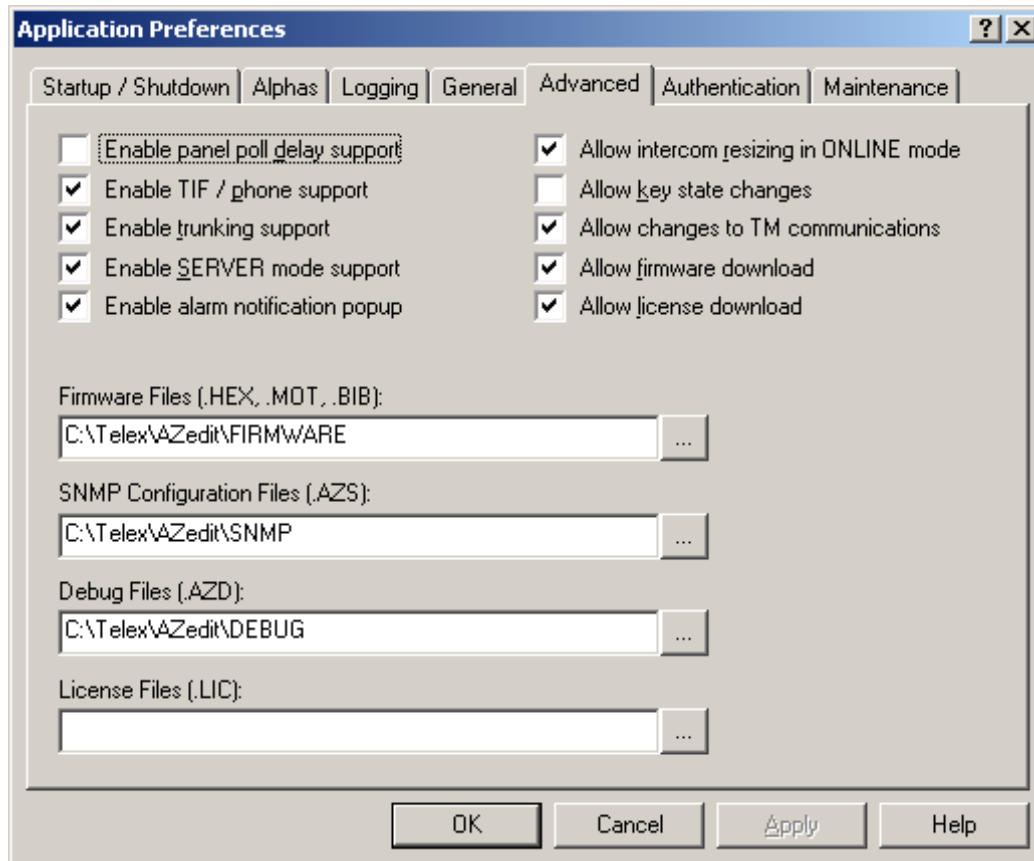 Application Preferences
Startup / Shutdown
Alphas
Logging
General
Advanced
Authentication
Maintenance
Enable panel poll delay support
Enable TIF / phone support
Enable trunking support
Enable SERVER mode support
Enable alarm notification popup
Allow intercom resizing in ONLINE mode
Allow key state changes
Allow changes to TM communications
Allow firmware download
Allow license download
Firmware Files (.HEX, .MOT, .BIB):
C:\Telex\AZedit\FIRMWARE
...
SNMP Configuration Files (.AZS):
C:\Telex\AZedit\SNMP
...
Debug Files (.AZD):
C:\Telex\AZedit\DEBUG
...
License Files (.LIC):
...
OK
Cancel
Apply
Help